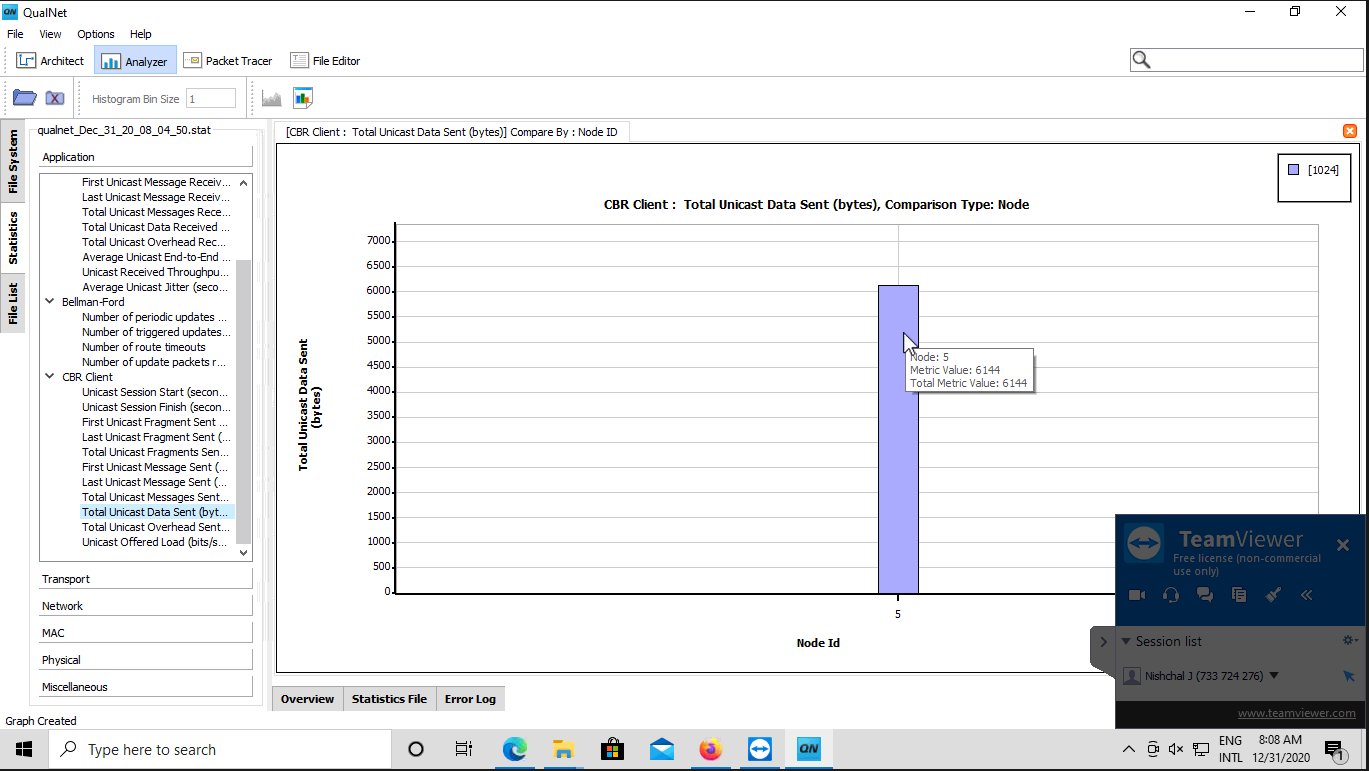 QN QualNet
File View Options Help
Architect Analyzer Packet Tracer File Editor
Histogram Bin Size 1
File System
Statistics
File List
qualnet_Dec_31_20_08_04_50.stat
Application
First Unicast Message Receiv...
Last Unicast Message Receiv...
Total Unicast Messages Rece...
Total Unicast Data Received ...
Total Unicast Overhead Rec...
Average Unicast End-to-End ...
Unicast Received Throughpu...
Average Unicast Jitter (seco...
Bellman-Ford
Number of periodic updates ...
Number of triggered updates...
Number of route timeouts
Number of update packets r...
CBR Client
Unicast Session Start (secon...
Unicast Session Finish (secon...
First Unicast Fragment Sent ...
Last Unicast Fragment Sent (...
Total Unicast Fragments Sen...
First Unicast Message Sent (...
Last Unicast Message Sent (...
Total Unicast Messages Sent...
Total Unicast Data Sent (byt...
Total Unicast Overhead Sent...
Unicast Offered Load (bits/s...
Transport
Network
MAC
Physical
Miscellaneous
Graph Created
[CBR Client : Total Unicast Data Sent (bytes)] Compare By : Node ID
[1024]
CBR Client : Total Unicast Data Sent (bytes), Comparison Type: Node
Total Unicast Data Sent
(bytes)
7000
6500
6000
5500
5000
4500
4000
3500
3000
2500
2000
1500
1000
500
0
Node: 5
Metric Value: 6144
Total Metric Value: 6144
5
Node Id
Overview Statistics File Error Log
TeamViewer
Free license (non-commercial
use only)
Session list
Nishchal J (733 724 276)
www.teamviewer.com
Type here to search
QN
ENG
INTL
8:08 AM
12/31/2020
1